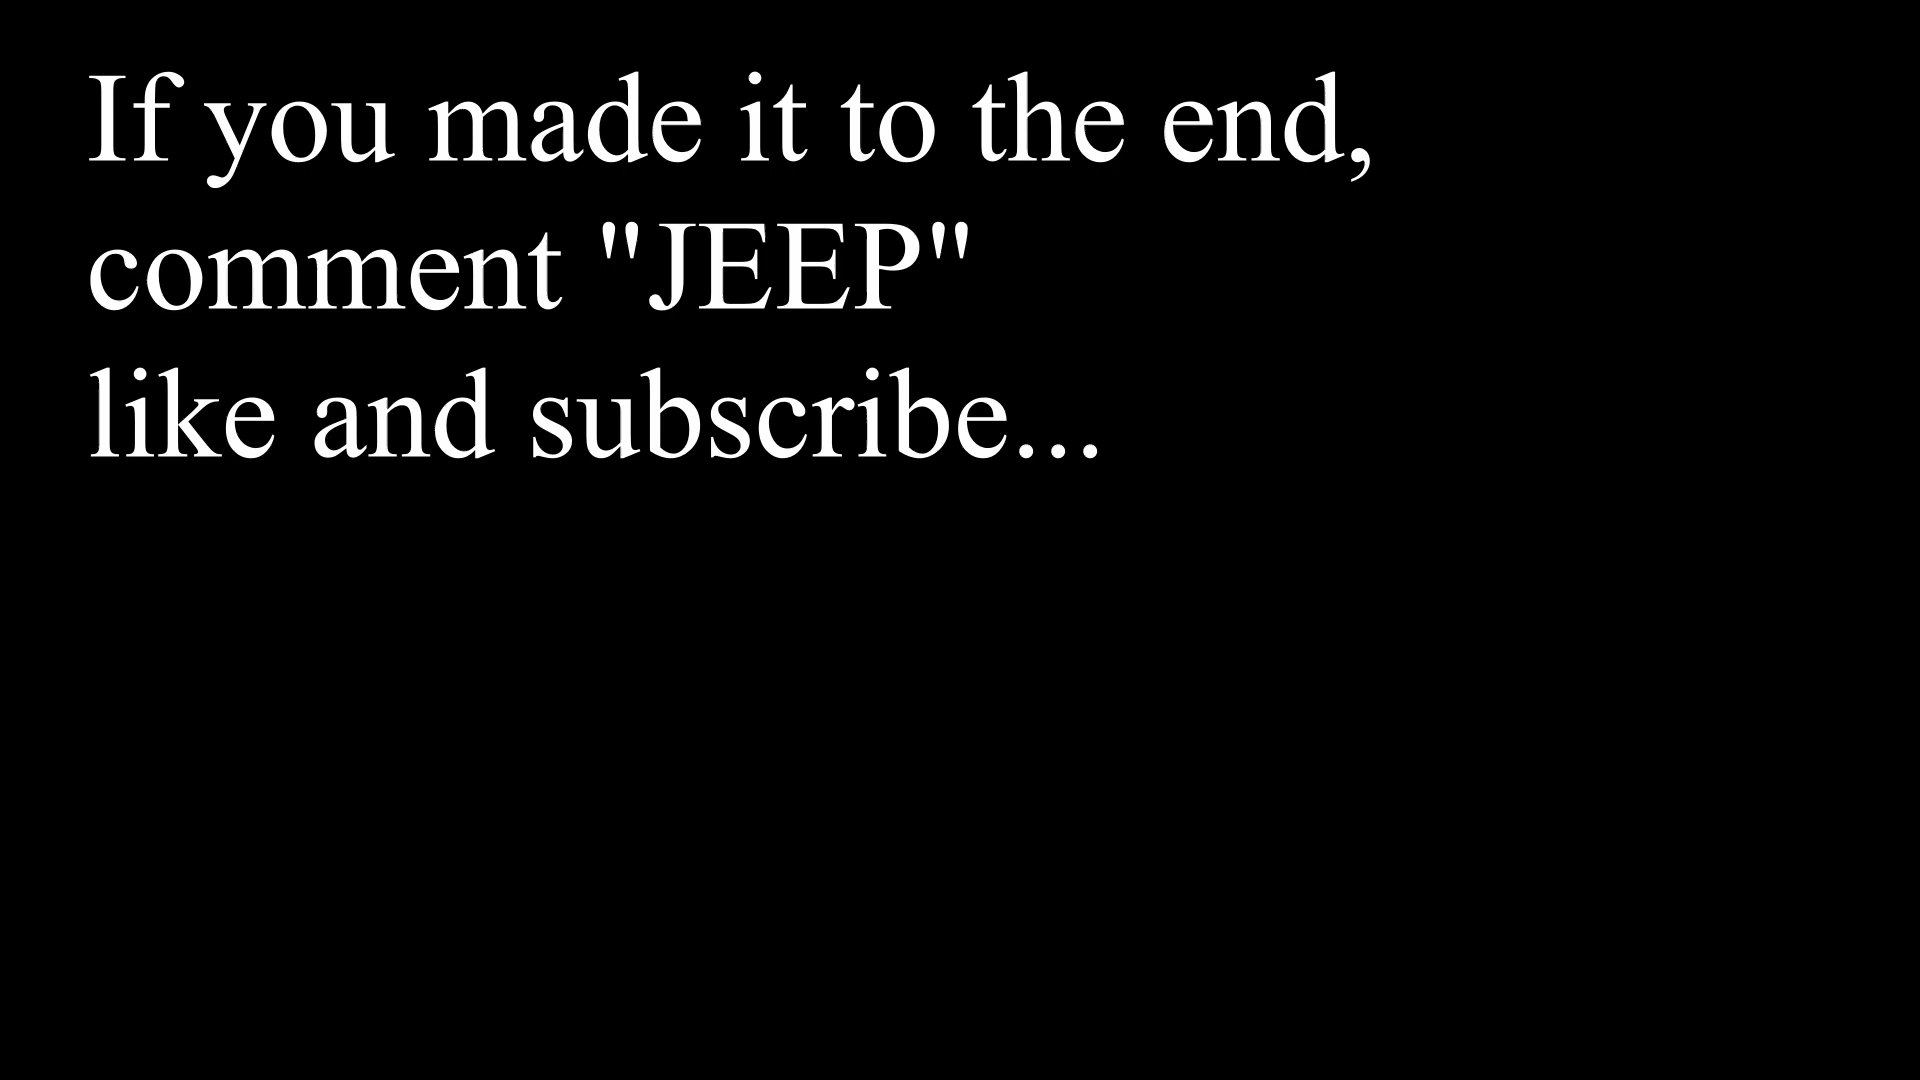 If you made it to the end,
comment "JEEP"
like and subscribe...